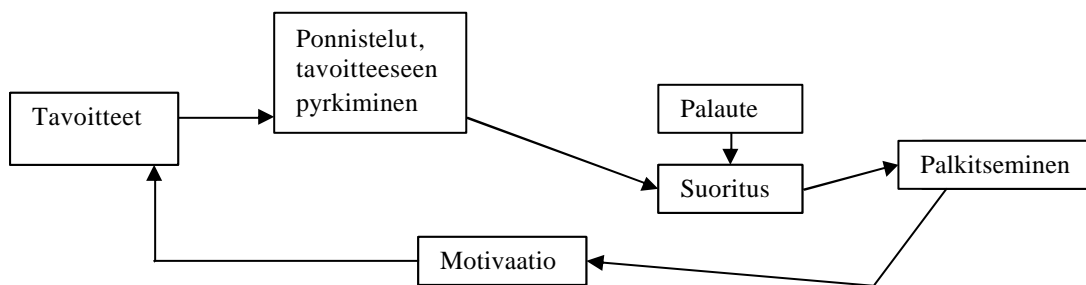 Ponnistelut,
tavoitteeseen
pyrkiminen
Tavoitteet
Palaute
Suoritus
Palkitseminen
Motivaatio